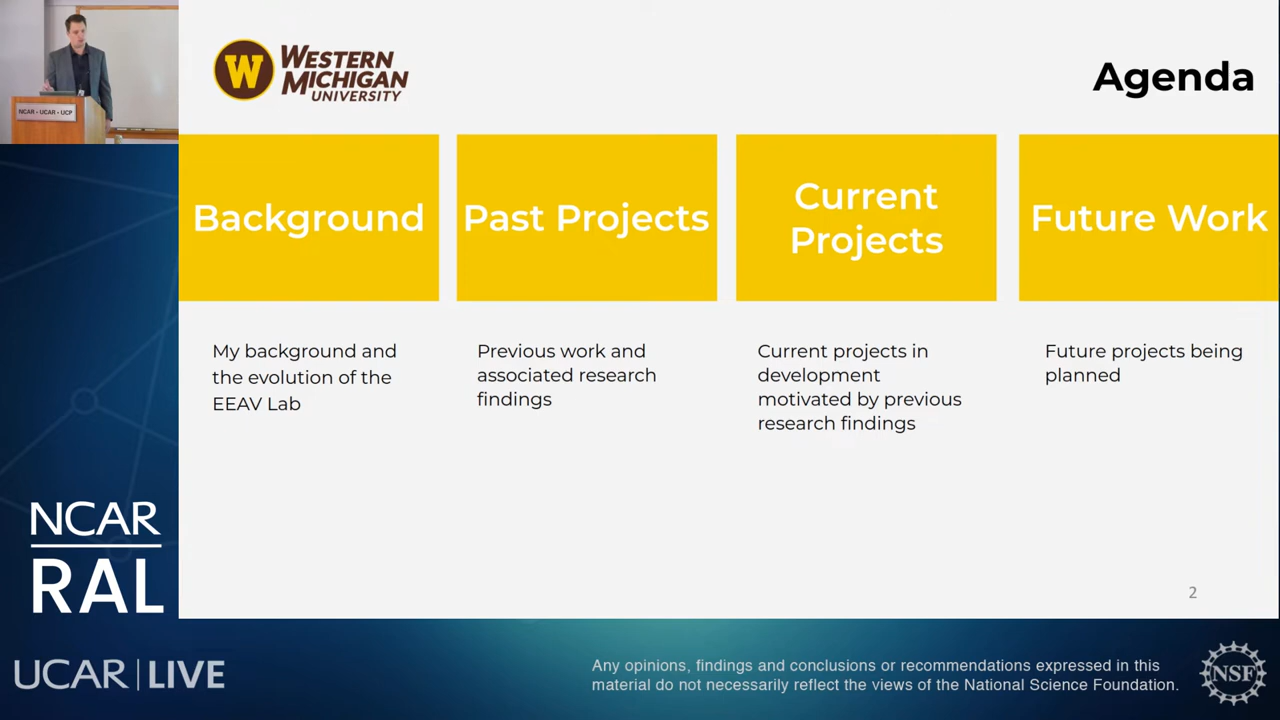 NCAR • UCAR • UCP
W
WESTERN
MICHIGAN
UNIVERSITY
Agenda
Background
Past Projects
Current
Projects
Future Work
My background and
the evolution of the
EEAV Lab
Previous work and
associated research
findings
Current projects in
development
motivated by previous
research findings
Future projects being
planned
2
NCAR
RAL
UCAR | LIVE
Any opinions, findings and conclusions or recommendations expressed in this
material do not necessarily reflect the views of the National Science Foundation.
NSF